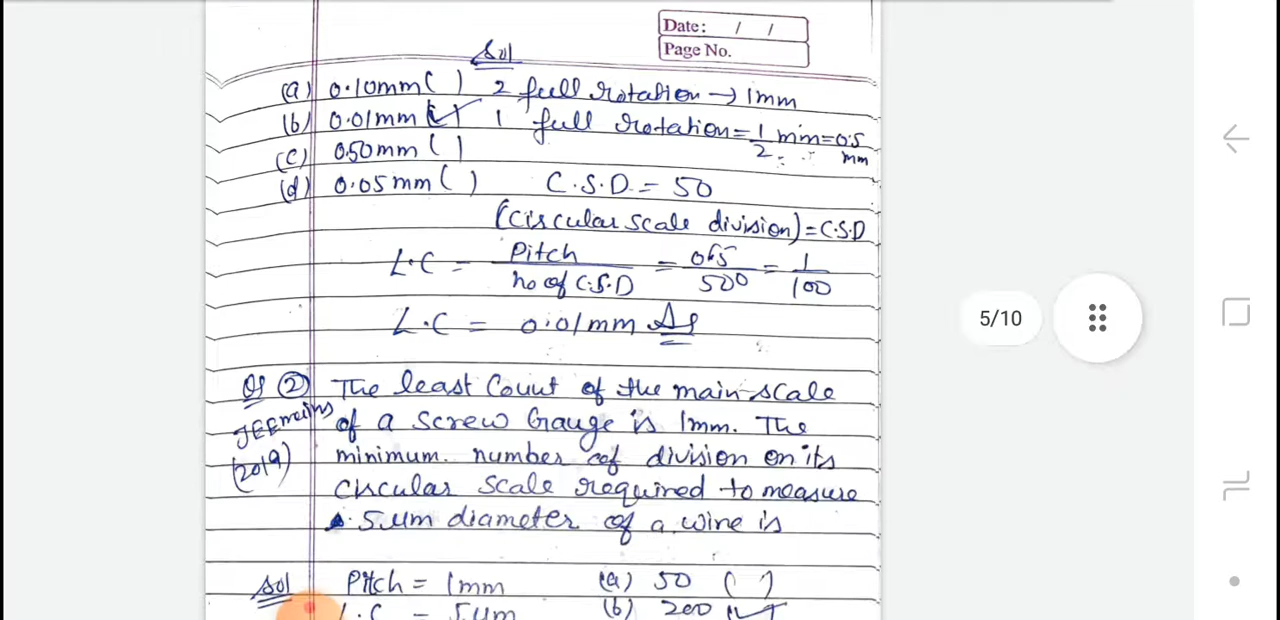 Date: / /
Page No.
Sol
(a) 0.10mm ( ) 2 full rotation → 1mm
(b) 0.01mm (✓) 1 full rotation = 1/2 mm = 0.5 mm
(c) 0.50mm ( )
(d) 0.05mm ( ) C.S.D. = 50
(Circular scale division) = C.S.D
L.C = Pitch / no of C.S.D = 0.5 / 50 = 1 / 100
L.C = 0.01mm As
Q ② The least Count of the main scale
JEE mains of a screw Gauge is 1mm. The
(2019) minimum number of division on its
Circular scale required to measure
5µm diameter of a wire is
Sol Pitch = 1mm (a) 50 ( )
L.C = 5µm (b) 200 (✓)
5/10